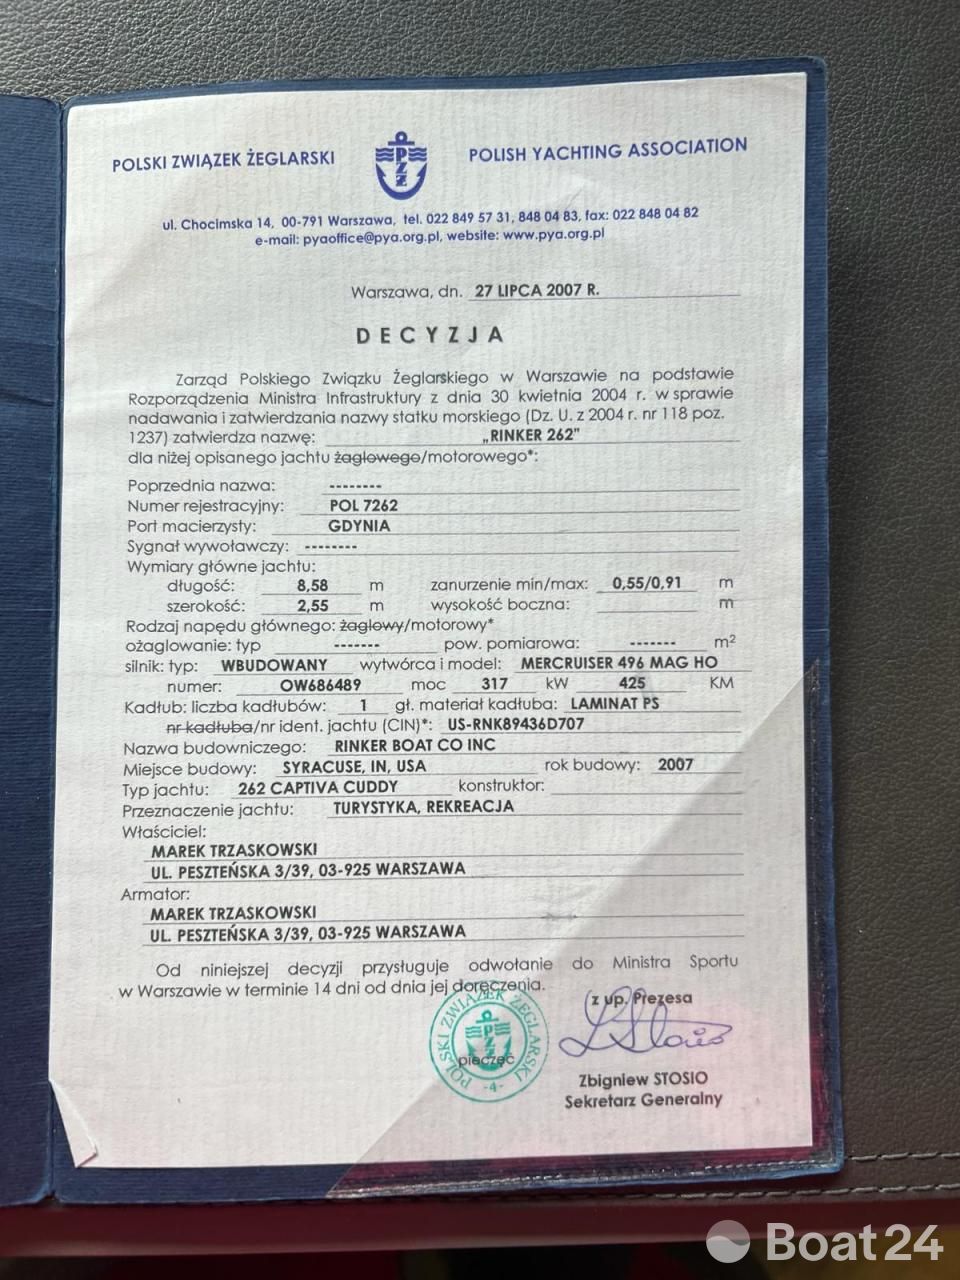 POLSKI ZWIĄZEK ŻEGLARSKI
PZŻ
POLISH YACHTING ASSOCIATION
ul. Chocimska 14, 00-791 Warszawa, tel. 022 849 57 31, 848 04 83, fax: 022 848 04 82
e-mail: pyaoffice@pya.org.pl, website: www.pya.org.pl
Warszawa, dn. 27 LIPCA 2007 R.
DECYZJA
Zarząd Polskiego Związku Żeglarskiego w Warszawie na podstawie
Rozporządzenia Ministra Infrastruktury z dnia 30 kwietnia 2004 r. w sprawie
nadawania i zatwierdzania nazwy statku morskiego (Dz. U. z 2004 r. nr 118 poz.
1237) zatwierdza nazwę: „RINKER 262"
dla niżej opisanego jachtu żaglowego/motorowego*:
Poprzednia nazwa: --------
Numer rejestracyjny: POL 7262
Port macierzysty: GDYNIA
Sygnał wywoławczy: --------
Wymiary główne jachtu:
długość: 8,58 m zanurzenie min/max: 0,55/0,91 m
szerokość: 2,55 m wysokość boczna: m
Rodzaj napędu głównego: żaglowy/motorowy*
ożaglowanie: typ ------- pow. pomiarowa: ------- m²
silnik: typ: WBUDOWANY wytwórca i model: MERCRUISER 496 MAG HO
numer: OW686489 moc 317 kW 425 KM
Kadłub: liczba kadłubów: 1 gł. materiał kadłuba: LAMINAT PS
nr kadłuba/nr ident. jachtu (CIN)*: US-RNK89436D707
Nazwa budowniczego: RINKER BOAT CO INC
Miejsce budowy: SYRACUSE, IN, USA rok budowy: 2007
Typ jachtu: 262 CAPTIVA CUDDY konstruktor:
Przeznaczenie jachtu: TURYSTYKA, REKREACJA
Właściciel:
MAREK TRZASKOWSKI
UL. PESZTEŃSKA 3/39, 03-925 WARSZAWA
Armator:
MAREK TRZASKOWSKI
UL. PESZTEŃSKA 3/39, 03-925 WARSZAWA
Od niniejszej decyzji przysługuje odwołanie do Ministra Sportu
w Warszawie w terminie 14 dni od dnia jej doręczenia.
z up. Prezesa
POLSKI ZWIĄZEK ŻEGLARSKI
PZŻ
pieczęć
-4-
Zbigniew STOSIO
Sekretarz Generalny
Boat24